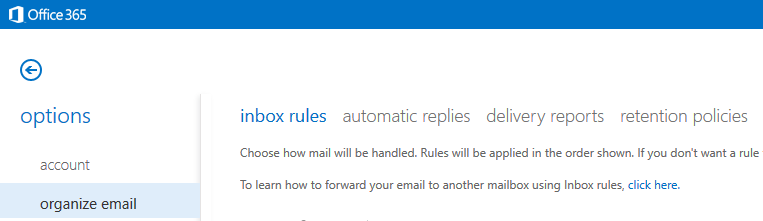 Office 365
options
account
organize email
inbox rules automatic replies delivery reports retention policies
Choose how mail will be handled. Rules will be applied in the order shown. If you don't want a rule
To learn how to forward your email to another mailbox using Inbox rules, click here.